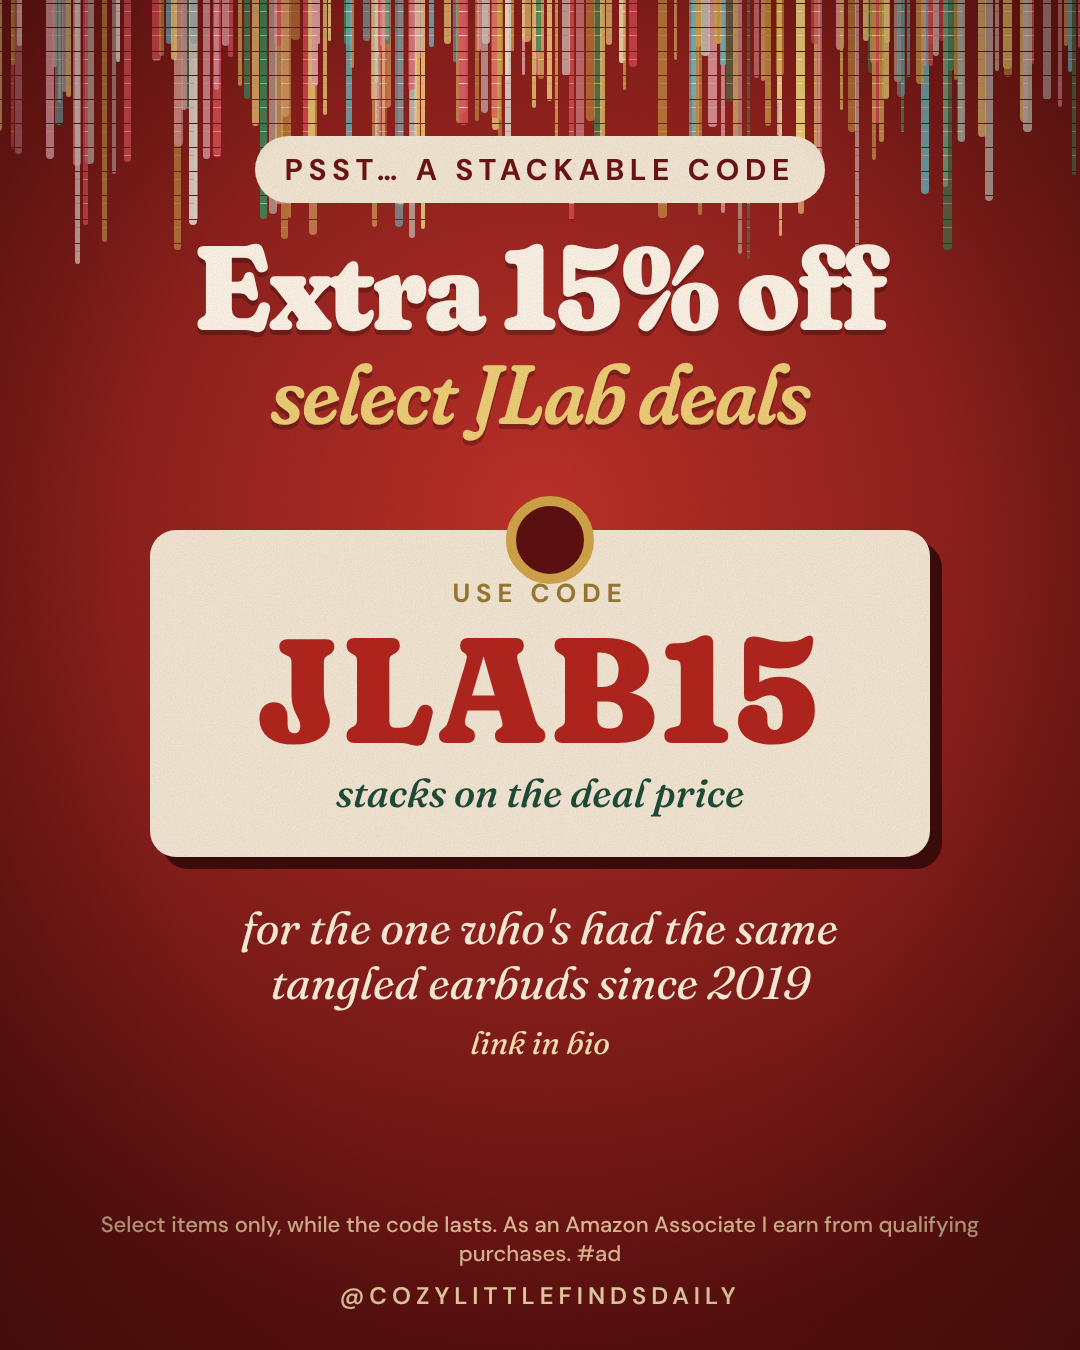 PSST… A STACKABLE CODE
Extra 15% off
select JLab deals
USE CODE
JLAB15
stacks on the deal price
for the one who's had the same
tangled earbuds since 2019
link in bio
Select items only, while the code lasts. As an Amazon Associate I earn from qualifying
purchases. #ad
@COZYLITTLEFINDSDAILY